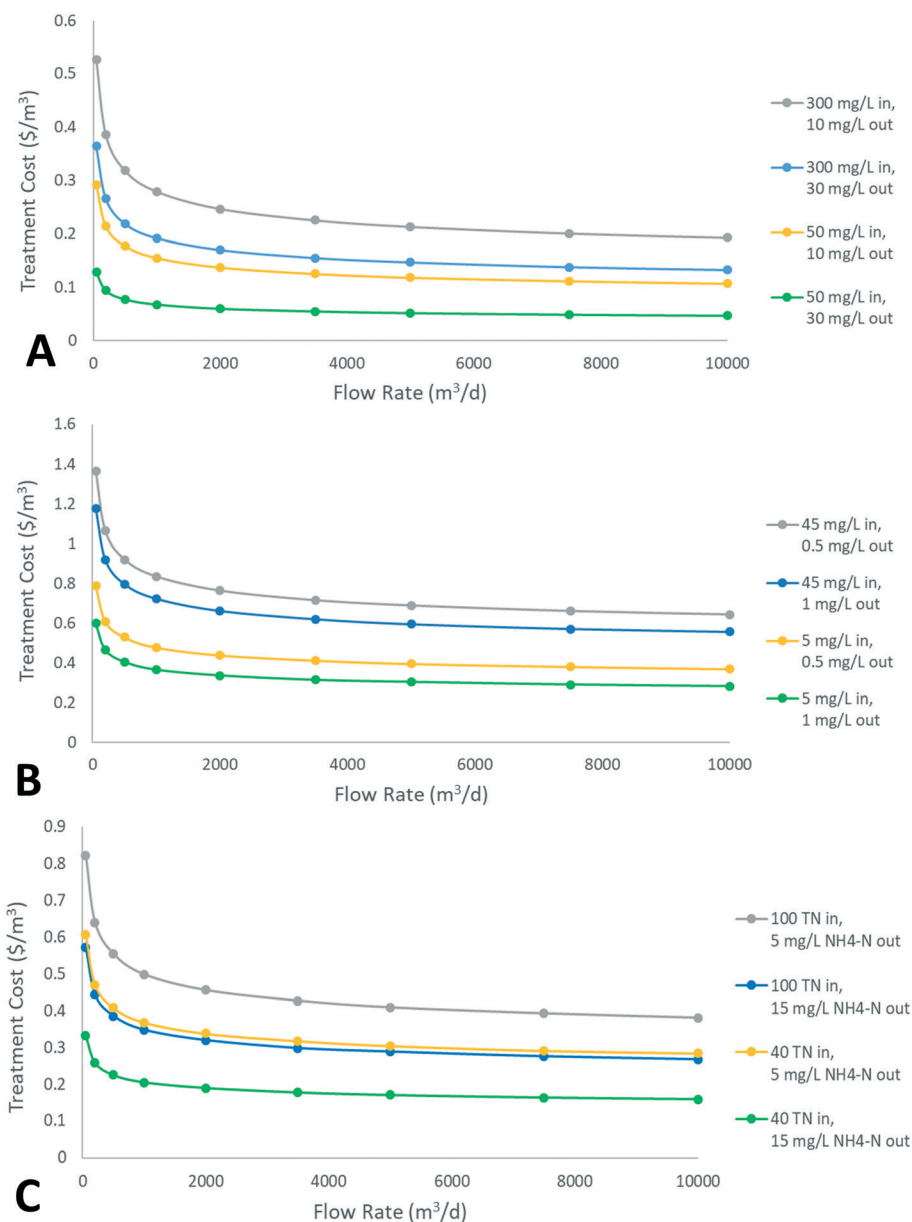 0.6
0.5
0.4
0.3
0.2
0.1
0
Treatment Cost ($/m³)
0
2000
4000
6000
8000
10000
Flow Rate (m³/d)
300 mg/L in,
10 mg/L out
300 mg/L in,
30 mg/L out
50 mg/L in,
10 mg/L out
50 mg/L in,
30 mg/L out
A
1.6
1.4
1.2
1
0.8
0.6
0.4
0.2
0
Treatment Cost ($/m³)
0
2000
4000
6000
8000
10000
Flow Rate (m³/d)
45 mg/L in,
0.5 mg/L out
45 mg/L in,
1 mg/L out
5 mg/L in,
0.5 mg/L out
5 mg/L in,
1 mg/L out
B
0.9
0.8
0.7
0.6
0.5
0.4
0.3
0.2
0.1
0
Treatment Cost ($/m³)
0
2000
4000
6000
8000
10000
Flow Rate (m³/d)
100 TN in,
5 mg/L NH4-N out
100 TN in,
15 mg/L NH4-N out
40 TN in,
5 mg/L NH4-N out
40 TN in,
15 mg/L NH4-N out
C